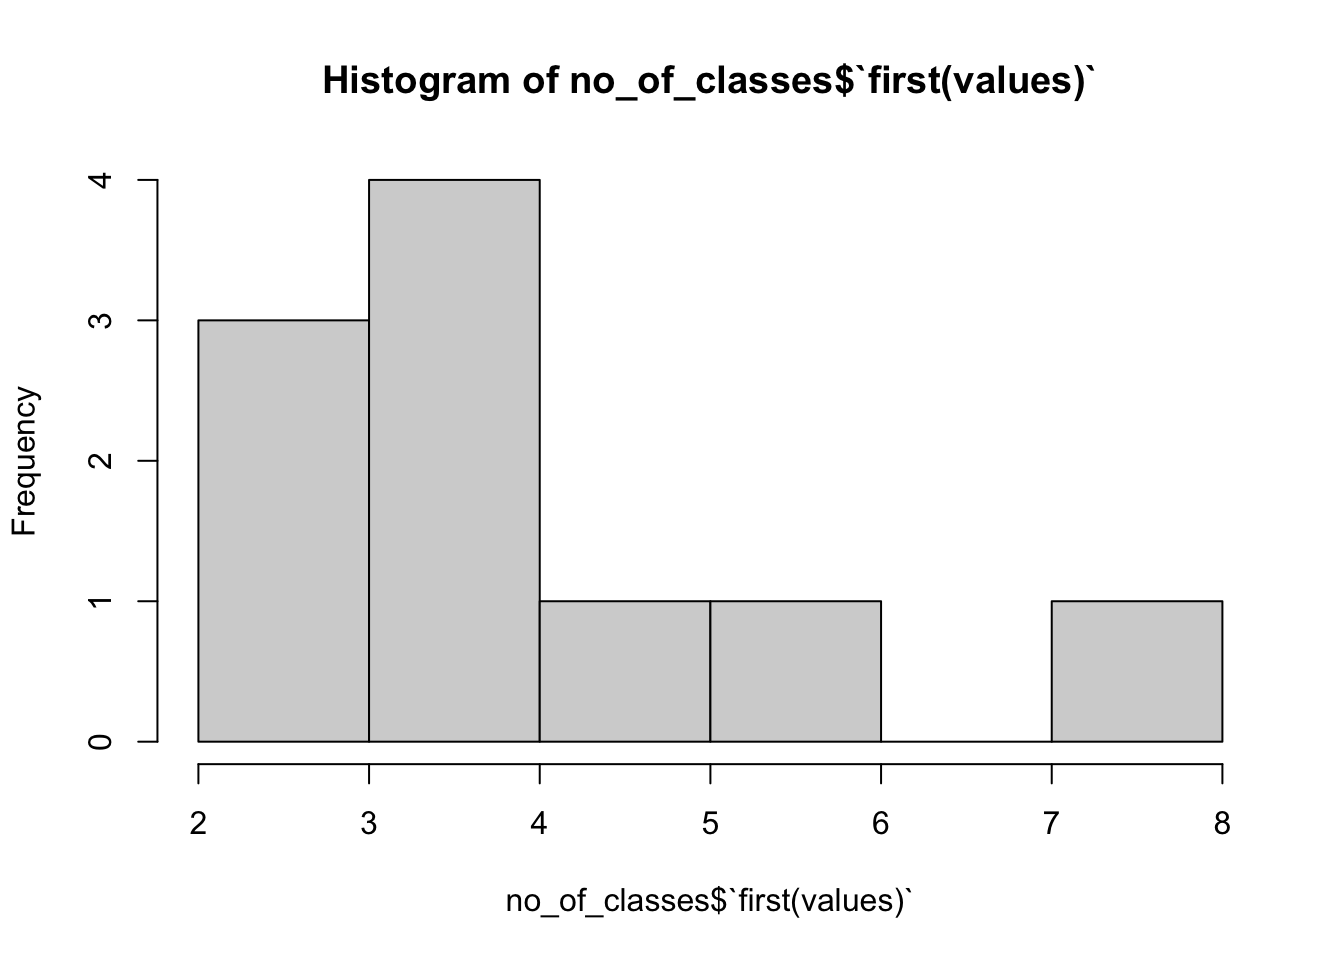 Histogram of no_of_classes$`first(values)`
4
3
2
1
0
Frequency
2 3 4 5 6 7 8
no_of_classes$`first(values)`